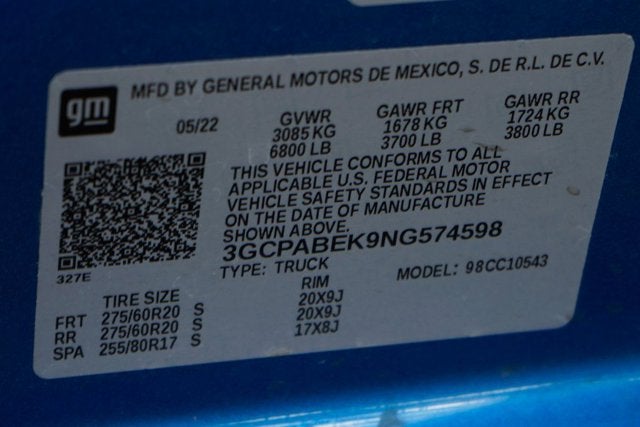 gm
MFD BY GENERAL MOTORS DE MEXICO, S. DE R.L. DE C.V.
05/22 GVWR GAWR FRT GAWR RR
3085 KG 1678 KG 1724 KG
6800 LB 3700 LB 3800 LB
THIS VEHICLE CONFORMS TO ALL
APPLICABLE U.S. FEDERAL MOTOR
VEHICLE SAFETY STANDARDS IN EFFECT
ON THE DATE OF MANUFACTURE
SHOWN ABOVE.
3GCPABEK9NG574598
327E TYPE: TRUCK MODEL: 98CC10543
TIRE SIZE RIM
FRT 275/60R20 S 20X9J
RR 275/60R20 S 20X9J
SPA 255/80R17 S 17X8J